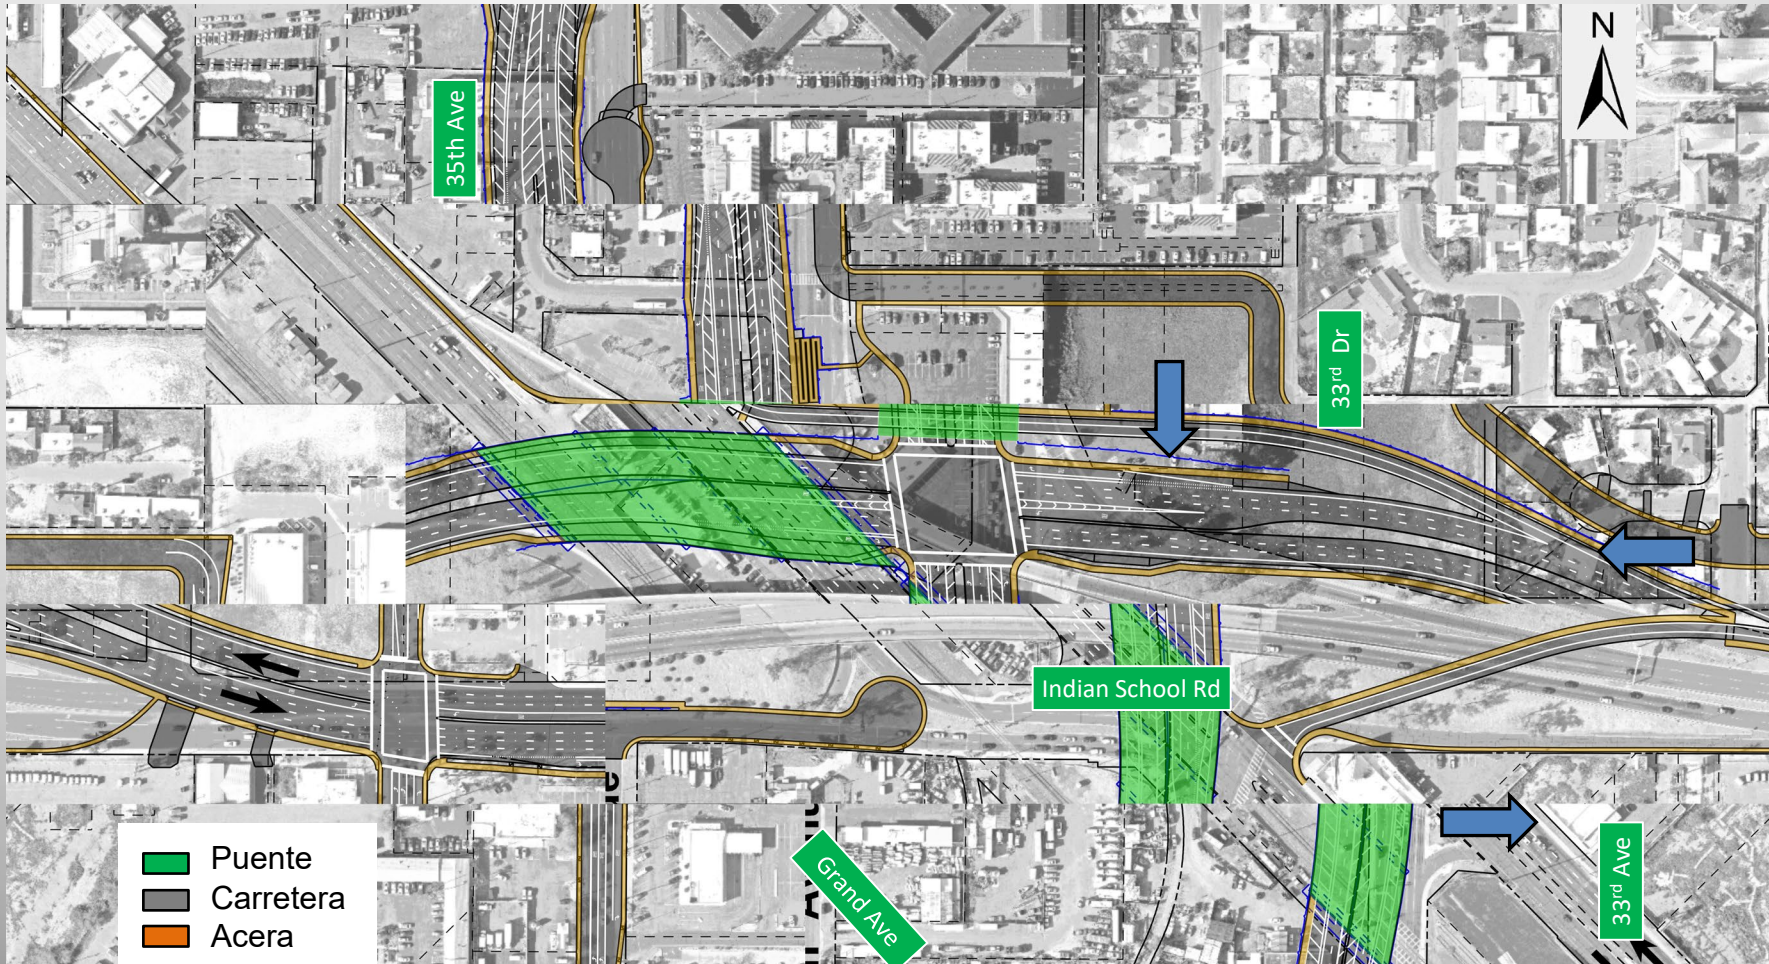 N
35th Ave
33rd Dr
Indian School Rd
Puente
Carretera
Acera
Grand Ave
33rd Ave